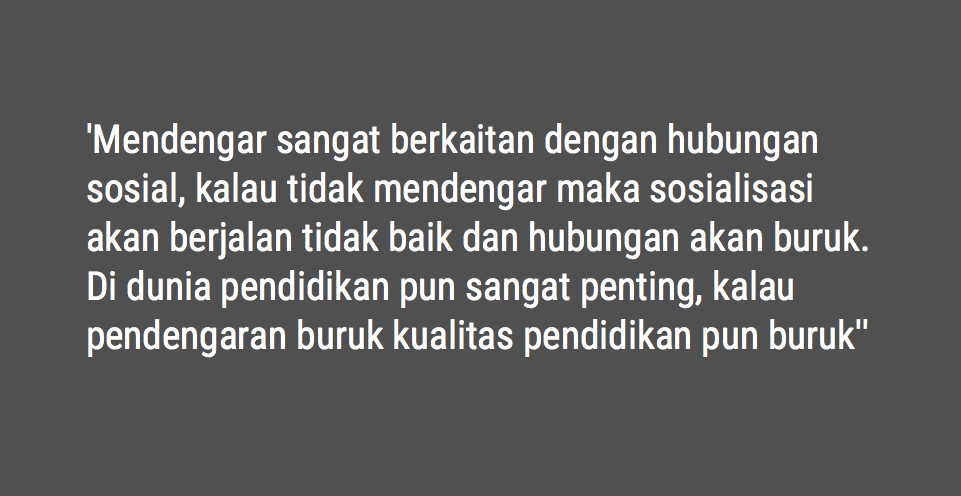 'Mendengar sangat berkaitan dengan hubungan
sosial, kalau tidak mendengar maka sosialisasi
akan berjalan tidak baik dan hubungan akan buruk.
Di dunia pendidikan pun sangat penting, kalau
pendengaran buruk kualitas pendidikan pun buruk"